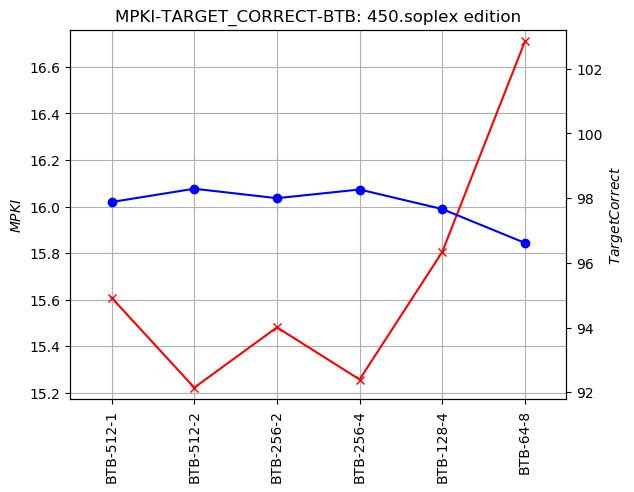 MPKI-TARGET_CORRECT-BTB: 450.soplex edition
16.6
16.4
16.2
16.0
15.8
15.6
15.4
15.2
MPKI
102
100
98
96
94
92
TargetCorrect
BTB-512-1
BTB-512-2
BTB-256-2
BTB-256-4
BTB-128-4
BTB-64-8